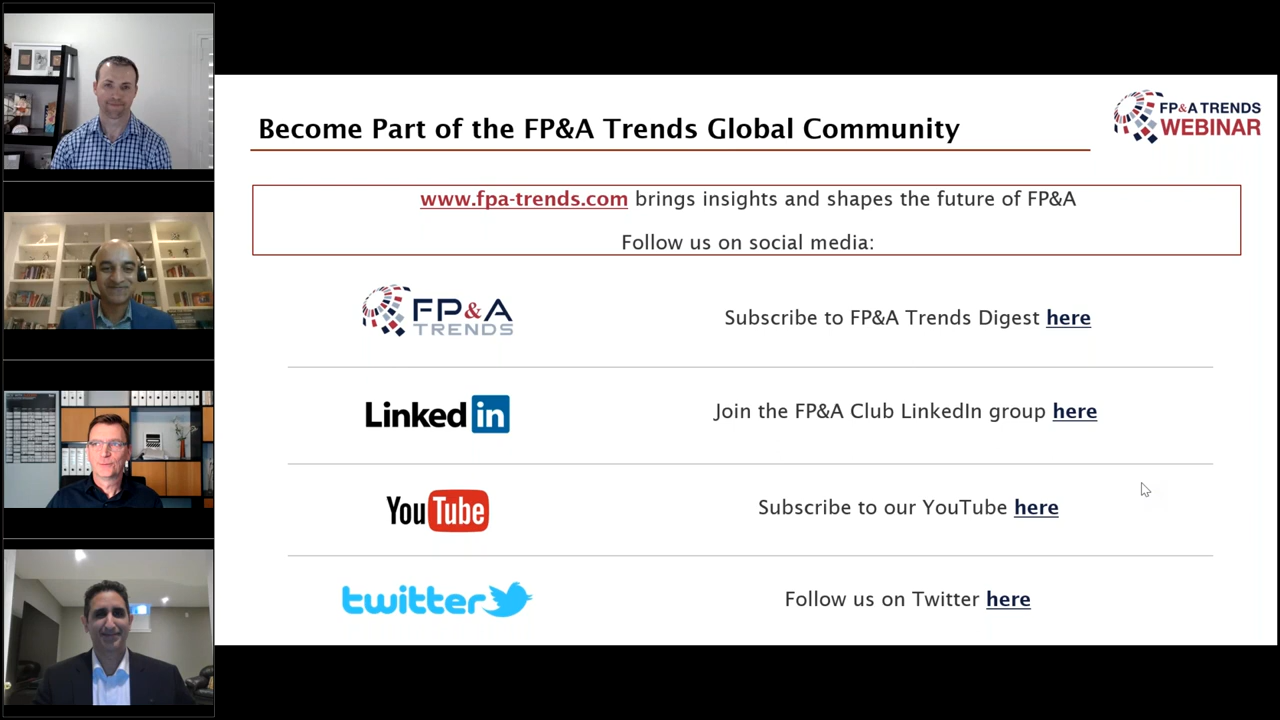 Become Part of the FP&A Trends Global Community
FP&A TRENDS
WEBINAR
www.fpa-trends.com brings insights and shapes the future of FP&A
Follow us on social media:
FP&A
TRENDS
Subscribe to FP&A Trends Digest here
Linked in
Join the FP&A Club LinkedIn group here
YouTube
Subscribe to our YouTube here
twitter
Follow us on Twitter here